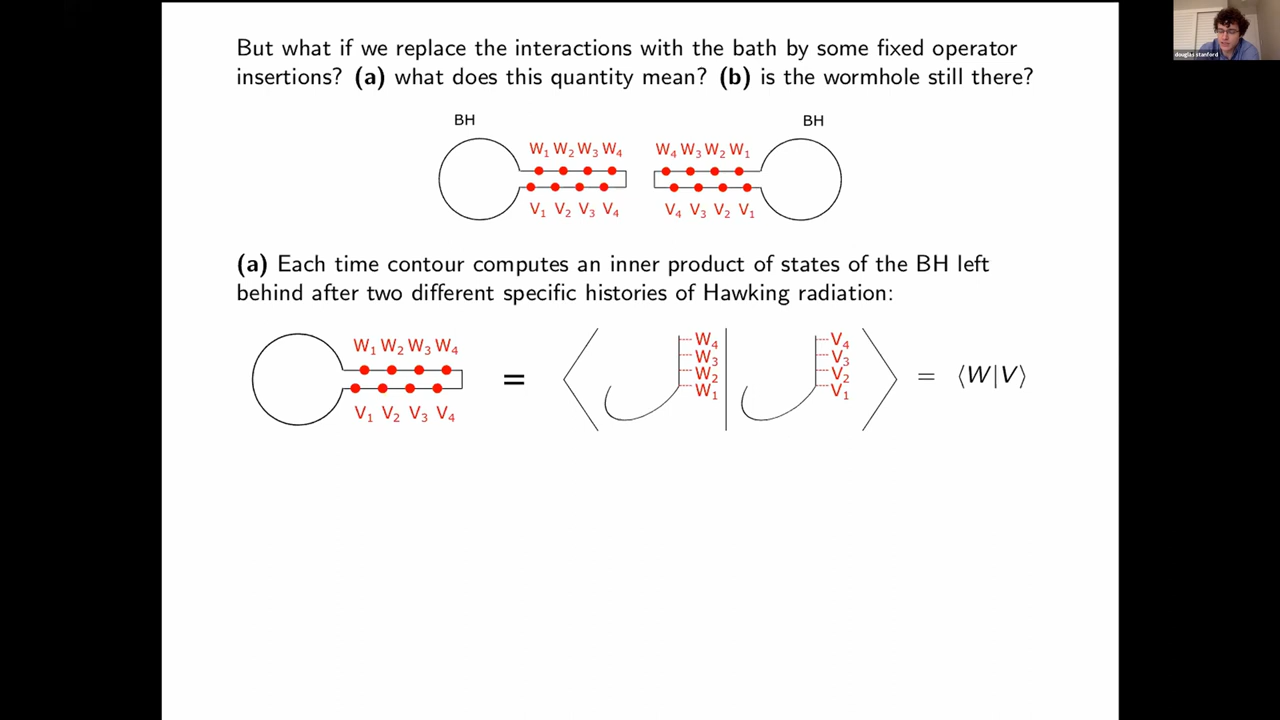 But what if we replace the interactions with the bath by some fixed operator
insertions? (a) what does this quantity mean? (b) is the wormhole still there?
BH BH
W₁ W₂ W₃ W₄ W₄ W₃ W₂ W₁
V₁ V₂ V₃ V₄ V₄ V₃ V₂ V₁
(a) Each time contour computes an inner product of states of the BH left
behind after two different specific histories of Hawking radiation:
W₁ W₂ W₃ W₄
V₁ V₂ V₃ V₄
=
W₄ V₄
W₃ V₃
W₂ V₂
W₁ V₁
= ⟨W|V⟩
douglas stanford